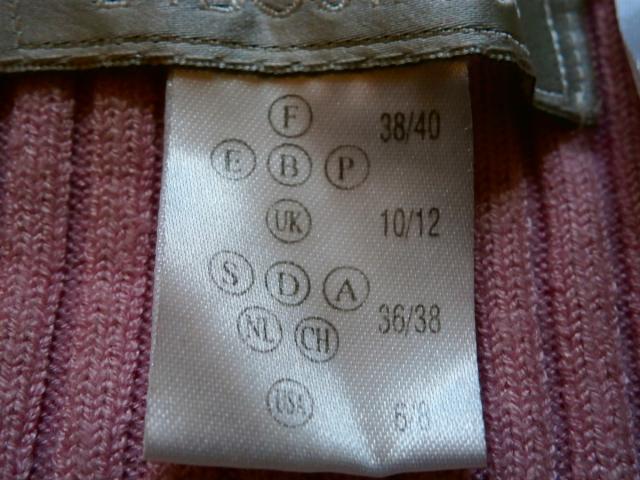 F 38/40
E B P
UK 10/12
S D A
36/38
NL CH
USA 6/8